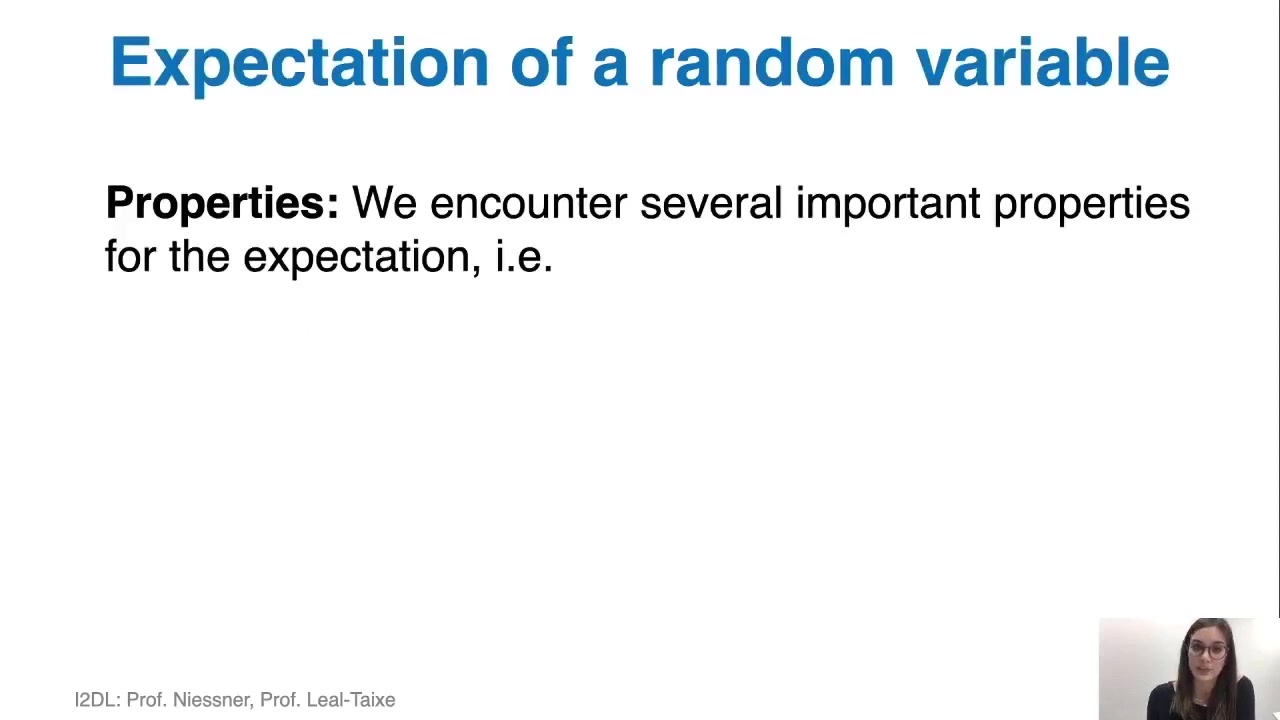 Expectation of a random variable
Properties: We encounter several important properties
for the expectation, i.e.
I2DL: Prof. Niessner, Prof. Leal-Taixe